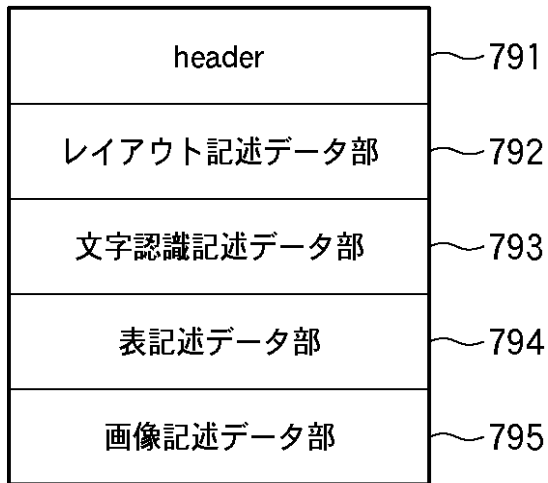 header 791
レイアウト記述データ部 792
文字認識記述データ部 793
表記述データ部 794
画像記述データ部 795